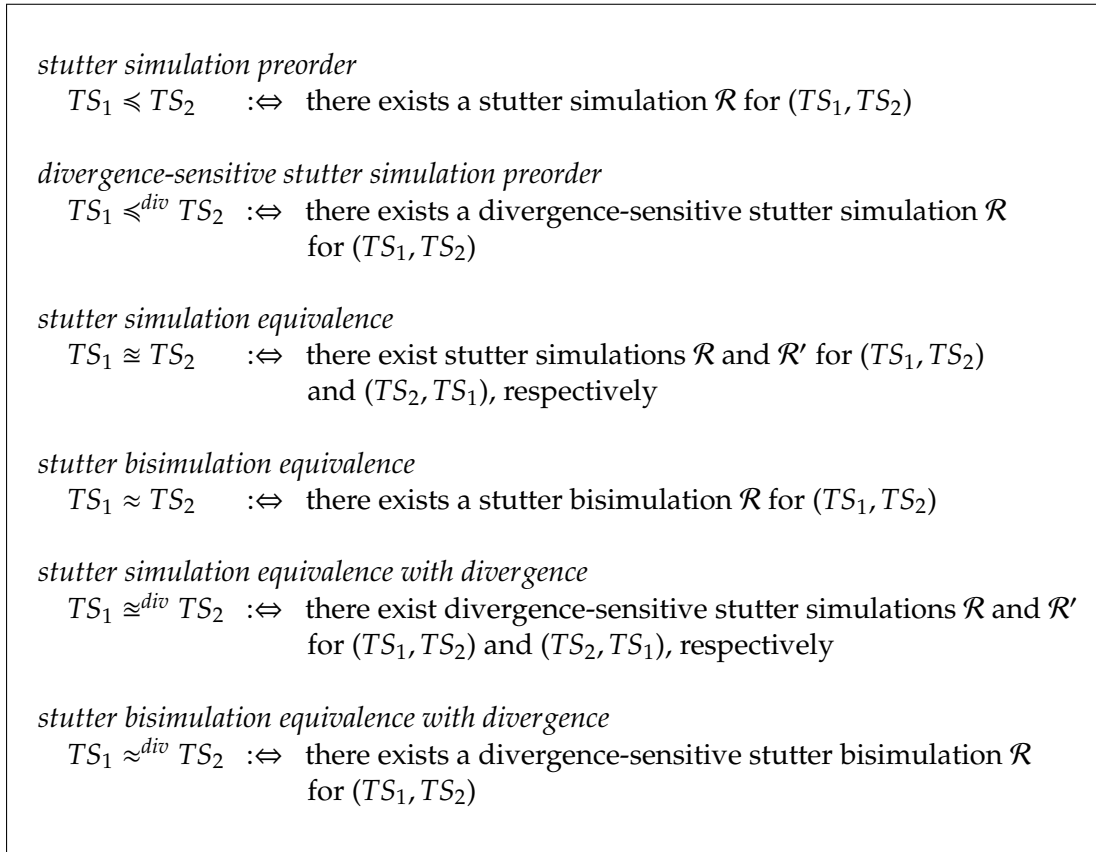 stutter simulation preorder
TS₁ ≼ TS₂ :⇔ there exists a stutter simulation ℛ for (TS₁, TS₂)
divergence-sensitive stutter simulation preorder
TS₁ ≼ᵈⁱᵛ TS₂ :⇔ there exists a divergence-sensitive stutter simulation ℛ
for (TS₁, TS₂)
stutter simulation equivalence
TS₁ ≊ TS₂ :⇔ there exist stutter simulations ℛ and ℛ′ for (TS₁, TS₂)
and (TS₂, TS₁), respectively
stutter bisimulation equivalence
TS₁ ≈ TS₂ :⇔ there exists a stutter bisimulation ℛ for (TS₁, TS₂)
stutter simulation equivalence with divergence
TS₁ ≊ᵈⁱᵛ TS₂ :⇔ there exist divergence-sensitive stutter simulations ℛ and ℛ′
for (TS₁, TS₂) and (TS₂, TS₁), respectively
stutter bisimulation equivalence with divergence
TS₁ ≈ᵈⁱᵛ TS₂ :⇔ there exists a divergence-sensitive stutter bisimulation ℛ
for (TS₁, TS₂)